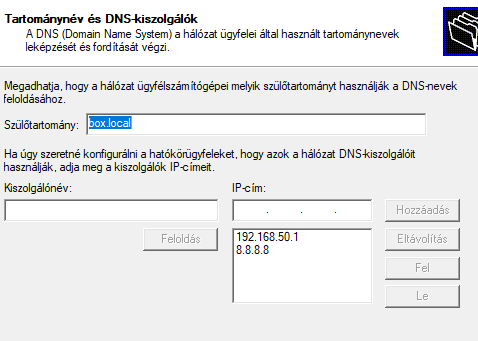 Tartománynév és DNS-kiszolgálók
A DNS (Domain Name System) a hálózat ügyfelei által használt tartománynevek
leképzését és fordítását végzi.
Megadhatja, hogy a hálózat ügyfélszámítógépei melyik szülőtartományt használják a DNS-nevek
feloldásához.
Szülőtartomány: box.local
Ha úgy szeretné konfigurálni a hatókörügyfeleket, hogy azok a hálózat DNS-kiszolgálóit
használják, adja meg a kiszolgálók IP-címeit.
Kiszolgálónév: IP-cím:
. . . Hozzáadás
Feloldás 192.168.50.1 Eltávolítás
8.8.8.8
Fel
Le